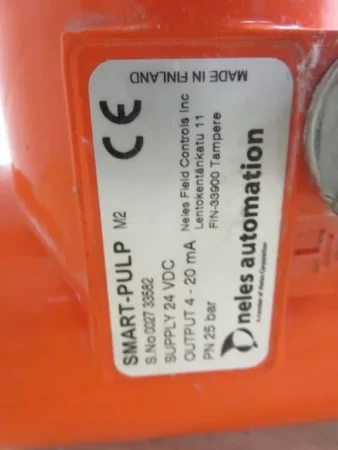 SMART-PULP M2
S.No 0027 33582
SUPPLY 24 VDC
OUTPUT 4 - 20 mA
PN 25 bar
CE
Neles Field Controls Inc
Lentokentänkatu 11
FIN-33900 Tampere
neles automation
A member of Metso Corporation
MADE IN FINLAND